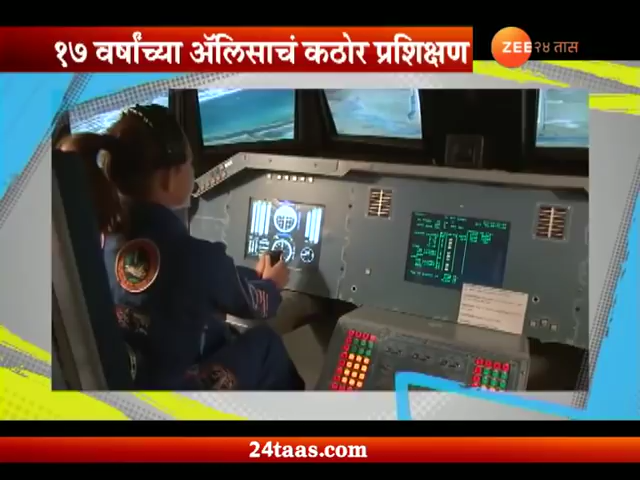 १७ वर्षांच्या ॲलिसाचं कठोर प्रशिक्षण
ZEE २४ तास
24taas.com